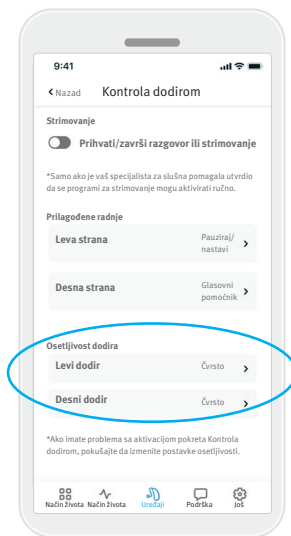 9:41
Nazad Kontrola dodirom
Strimovanje
Prihvati/završi razgovor ili strimovanje
*Samo ako je vaš specijalista za slušna pomagala utvrdio
da se programi za strimovanje mogu aktivirati ručno.
Prilagođene radnje
Leva strana Pauziraj/
nastavi
Desna strana Glasovni
pomoćnik
Osetljivost dodira
Levi dodir Čvrsto
Desni dodir Čvrsto
*Ako imate problema sa aktivacijom pokreta Kontrola
dodirom, pokušajte da izmenite postavke osetljivosti.
Način života Način života Uređaji Podrška Još